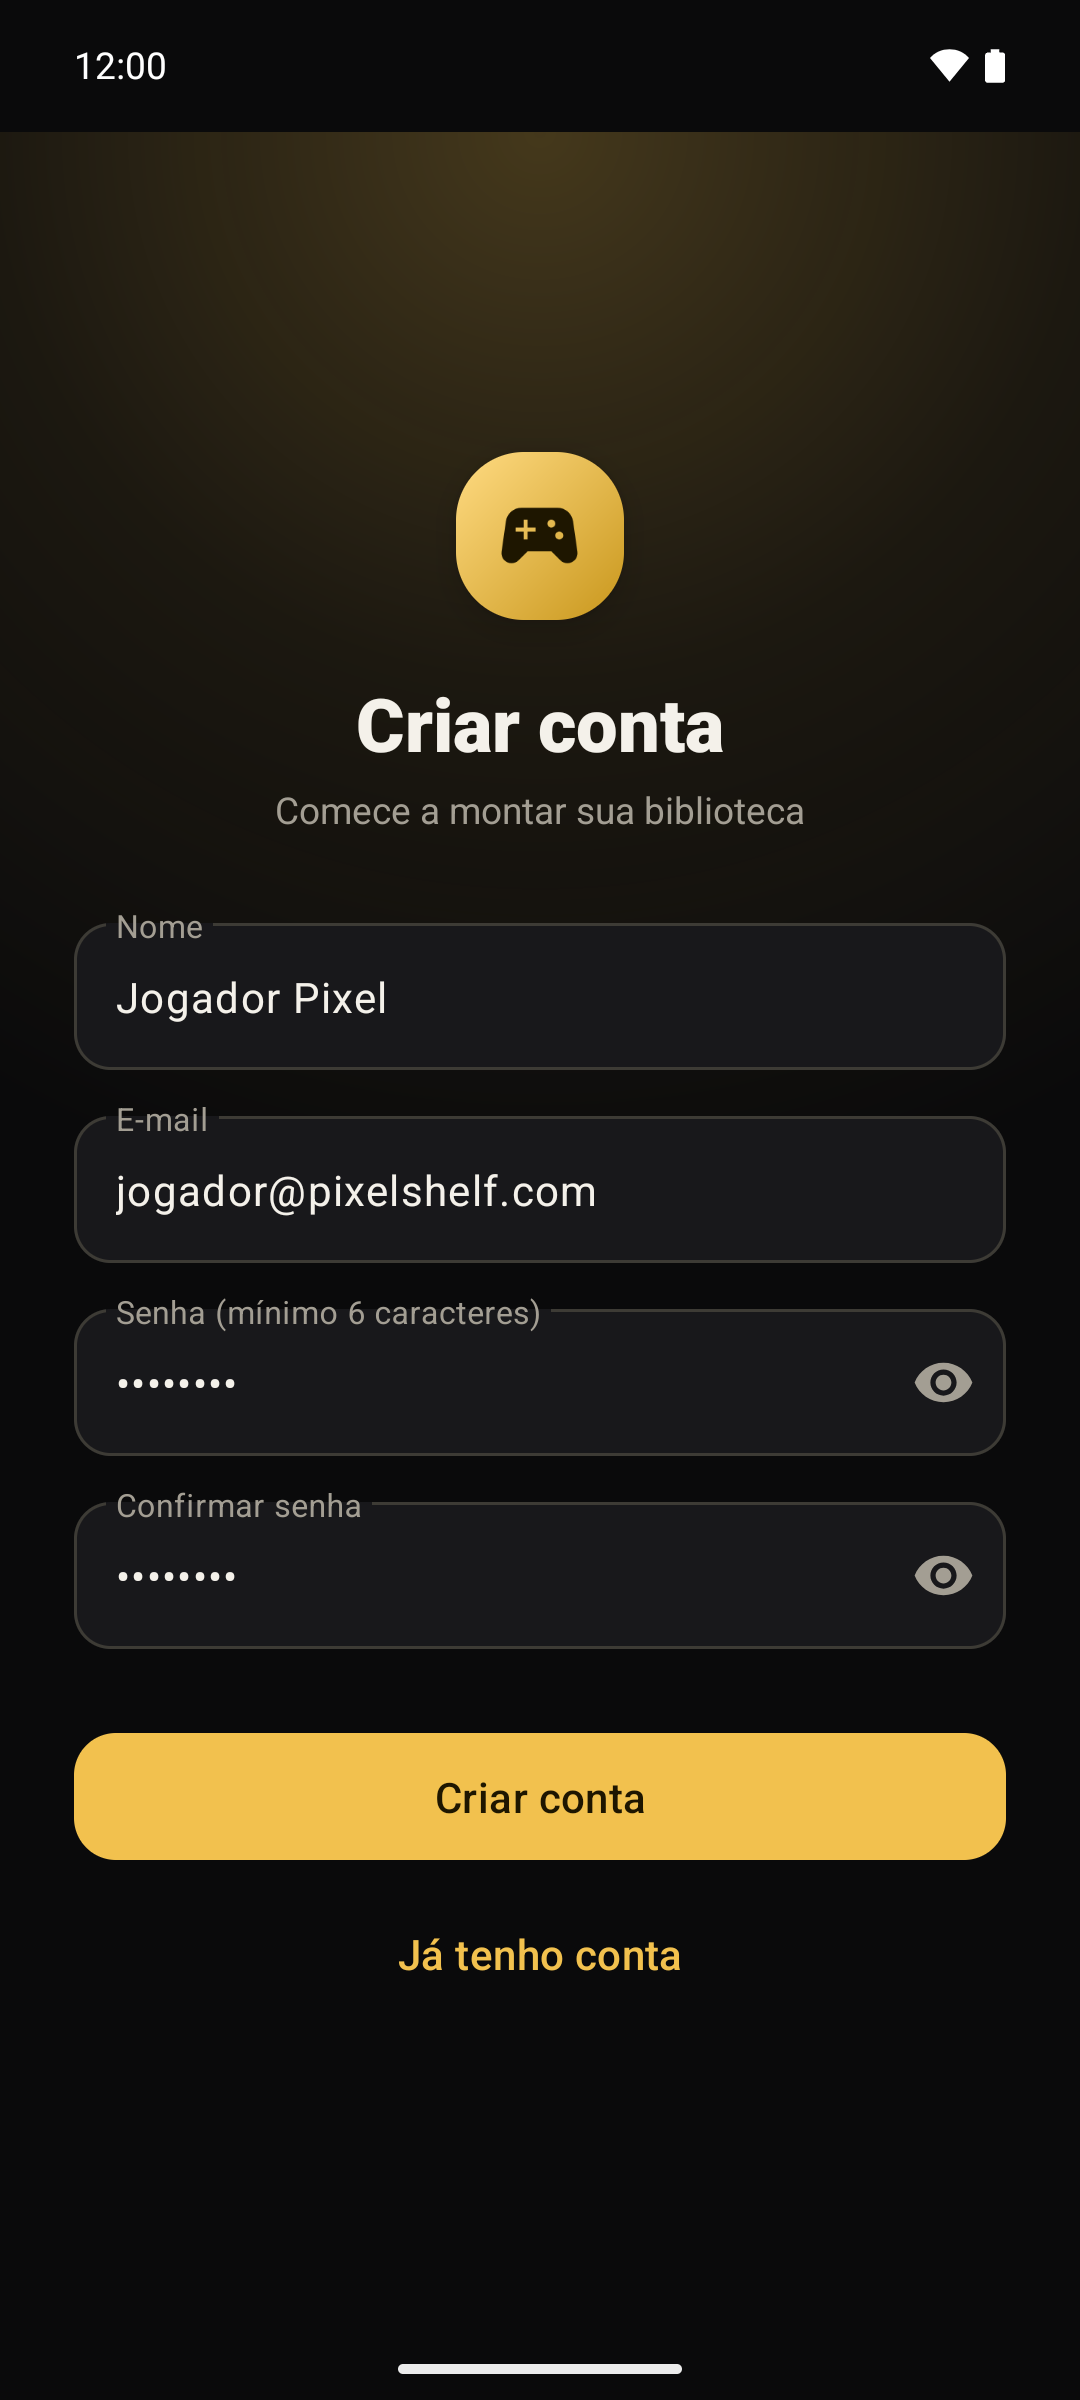 12:00
Criar conta
Comece a montar sua biblioteca
Nome
Jogador Pixel
E-mail
jogador@pixelshelf.com
Senha (mínimo 6 caracteres)
••••••••
Confirmar senha
••••••••
Criar conta
Já tenho conta